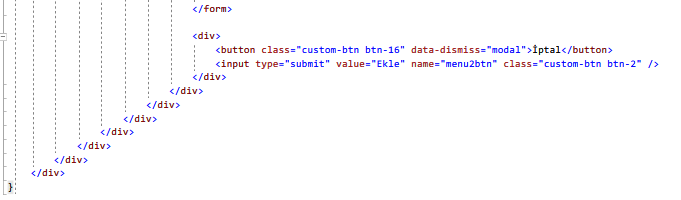 </form>
<div>
<button class="custom-btn btn-16" data-dismiss="modal">İptal</button>
<input type="submit" value="Ekle" name="menu2btn" class="custom-btn btn-2" />
</div>
</div>
</div>
</div>
</div>
</div>
</div>
</div>
}